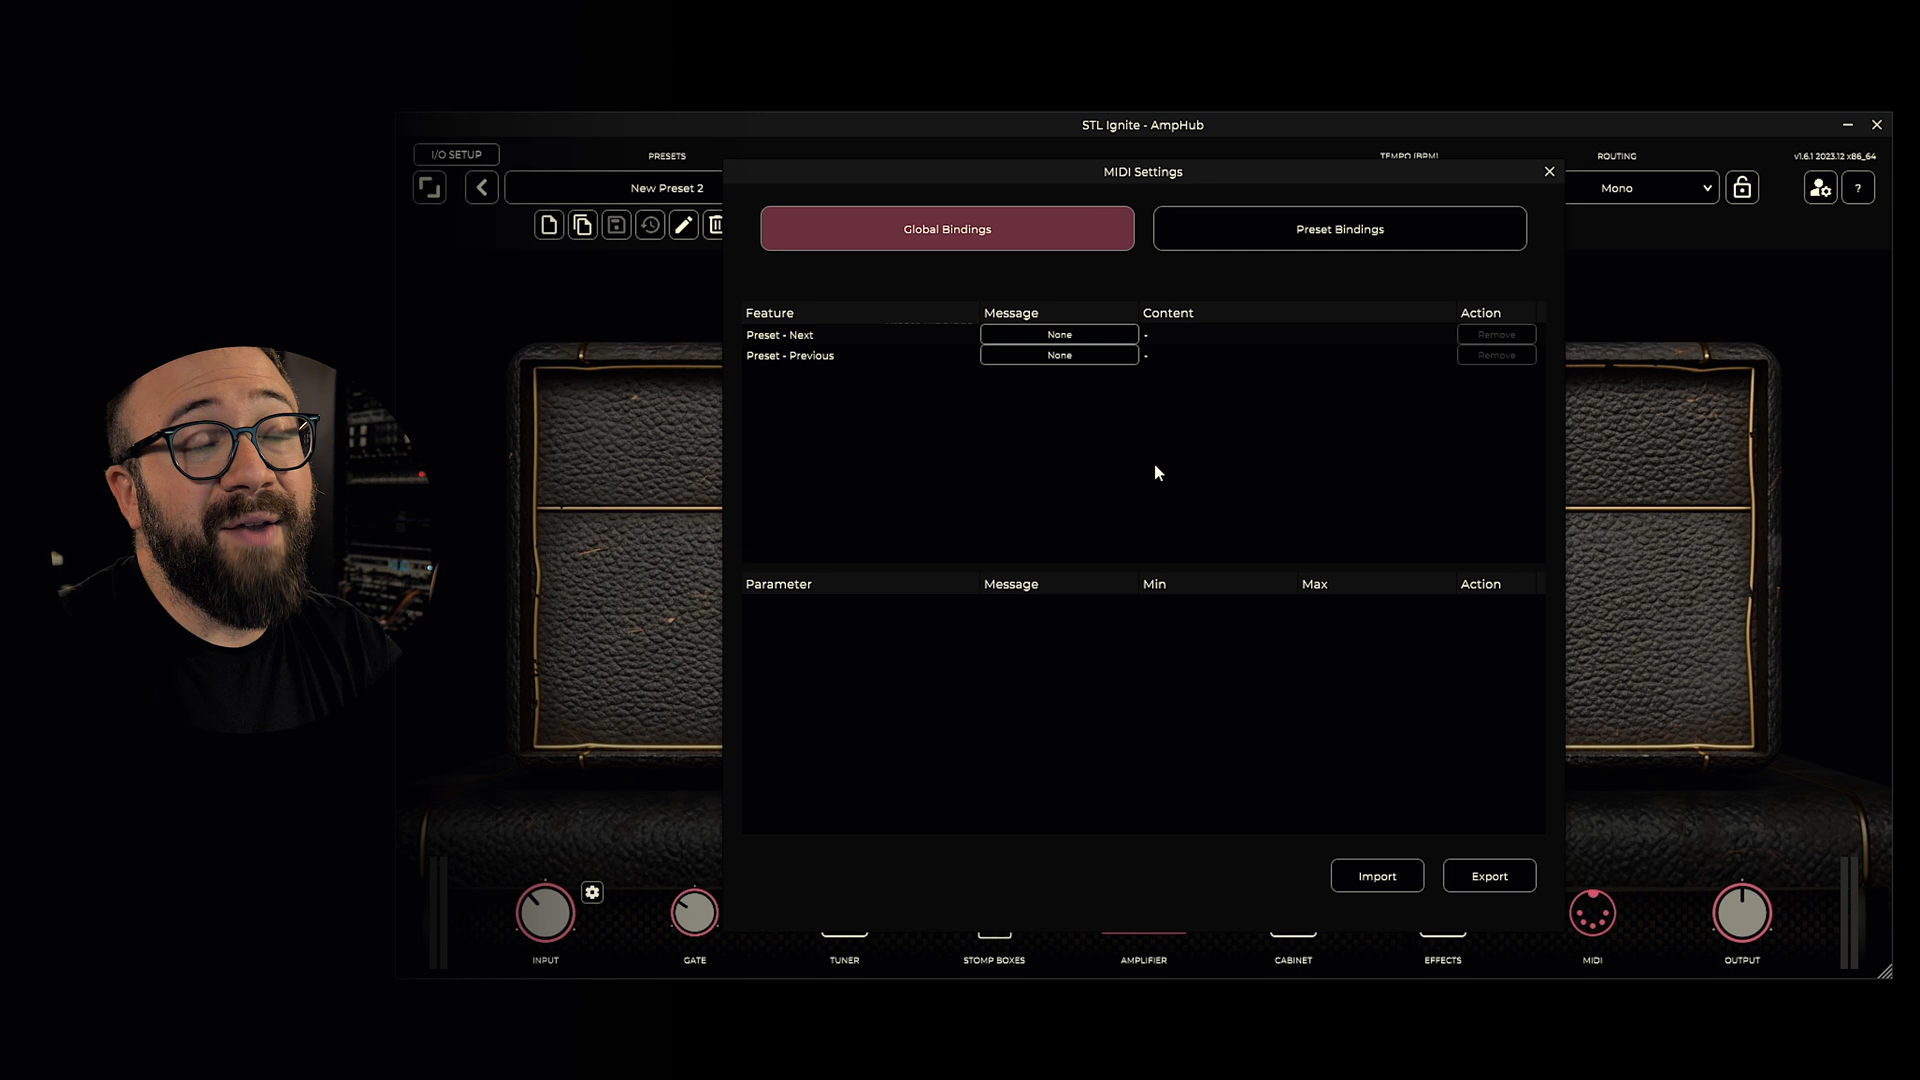 STL Ignite - AmpHub
I/O SETUP
PRESETS
TEMPO (BPM)
ROUTING
v1.6.1 2023.12 x86_64
MIDI Settings
New Preset 2
Mono
?
Global Bindings
Preset Bindings
Feature Message Content Action
Preset - Next None - Remove
Preset - Previous None - Remove
Parameter Message Min Max Action
Import
Export
INPUT
GATE
TUNER
STOMP BOXES
AMPLIFIER
CABINET
EFFECTS
MIDI
OUTPUT